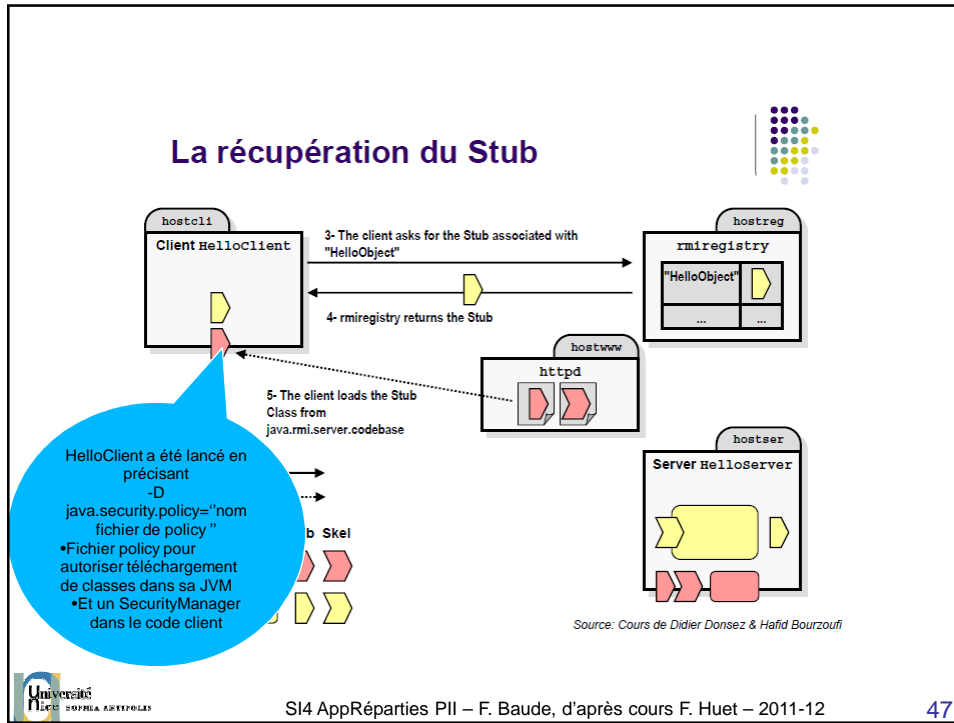 La récupération du Stub
hostcli
Client HelloClient
3- The client asks for the Stub associated with
"HelloObject"
4- rmiregistry returns the Stub
hostreg
rmiregistry
"HelloObject"
... ...
hostwww
httpd
5- The client loads the Stub
Class from
java.rmi.server.codebase
hostser
Server HelloServer
HelloClient a été lancé en
précisant
-D
java.security.policy=‘’nom
fichier de policy ’’
•Fichier policy pour
autoriser téléchargement
de classes dans sa JVM
•Et un SecurityManager
dans le code client
b Skel
Source: Cours de Didier Donsez & Hafid Bourzoufi
Université
Nice SOPHIA ANTIPOLIS
SI4 AppRéparties PII – F. Baude, d'après cours F. Huet – 2011-12
47